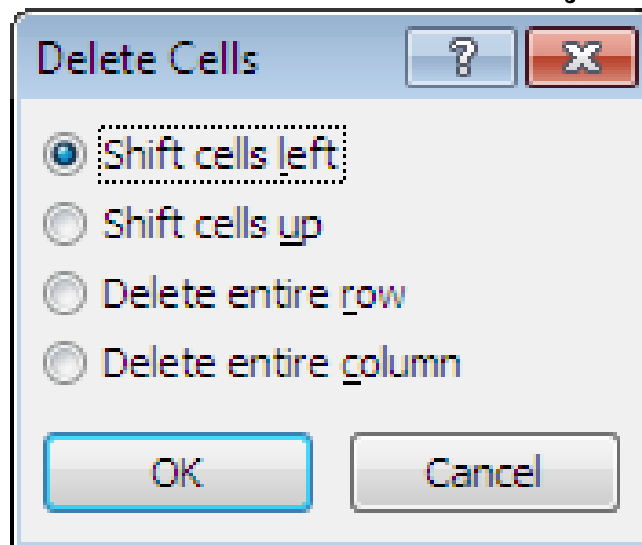 Delete Cells
Shift cells left
Shift cells up
Delete entire row
Delete entire column
OK Cancel